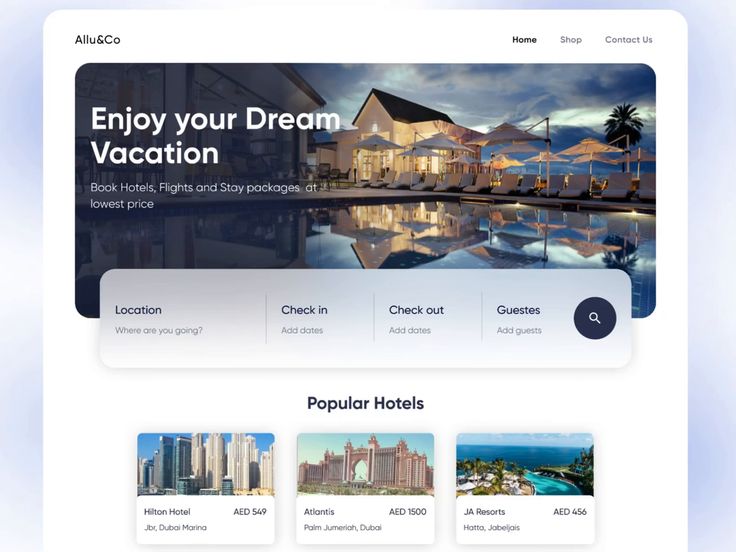 Allu&Co
Home Shop Contact Us
Enjoy your Dream
Vacation
Book Hotels, Flights and Stay packages at
lowest price
Location Check in Check out Guestes
Where are you going? Add dates Add dates Add guests
Popular Hotels
Hilton Hotel AED 549
Jbr, Dubai Marina
Atlantis AED 1500
Palm Jumeriah, Dubai
JA Resorts AED 456
Hatta, Jabeljais